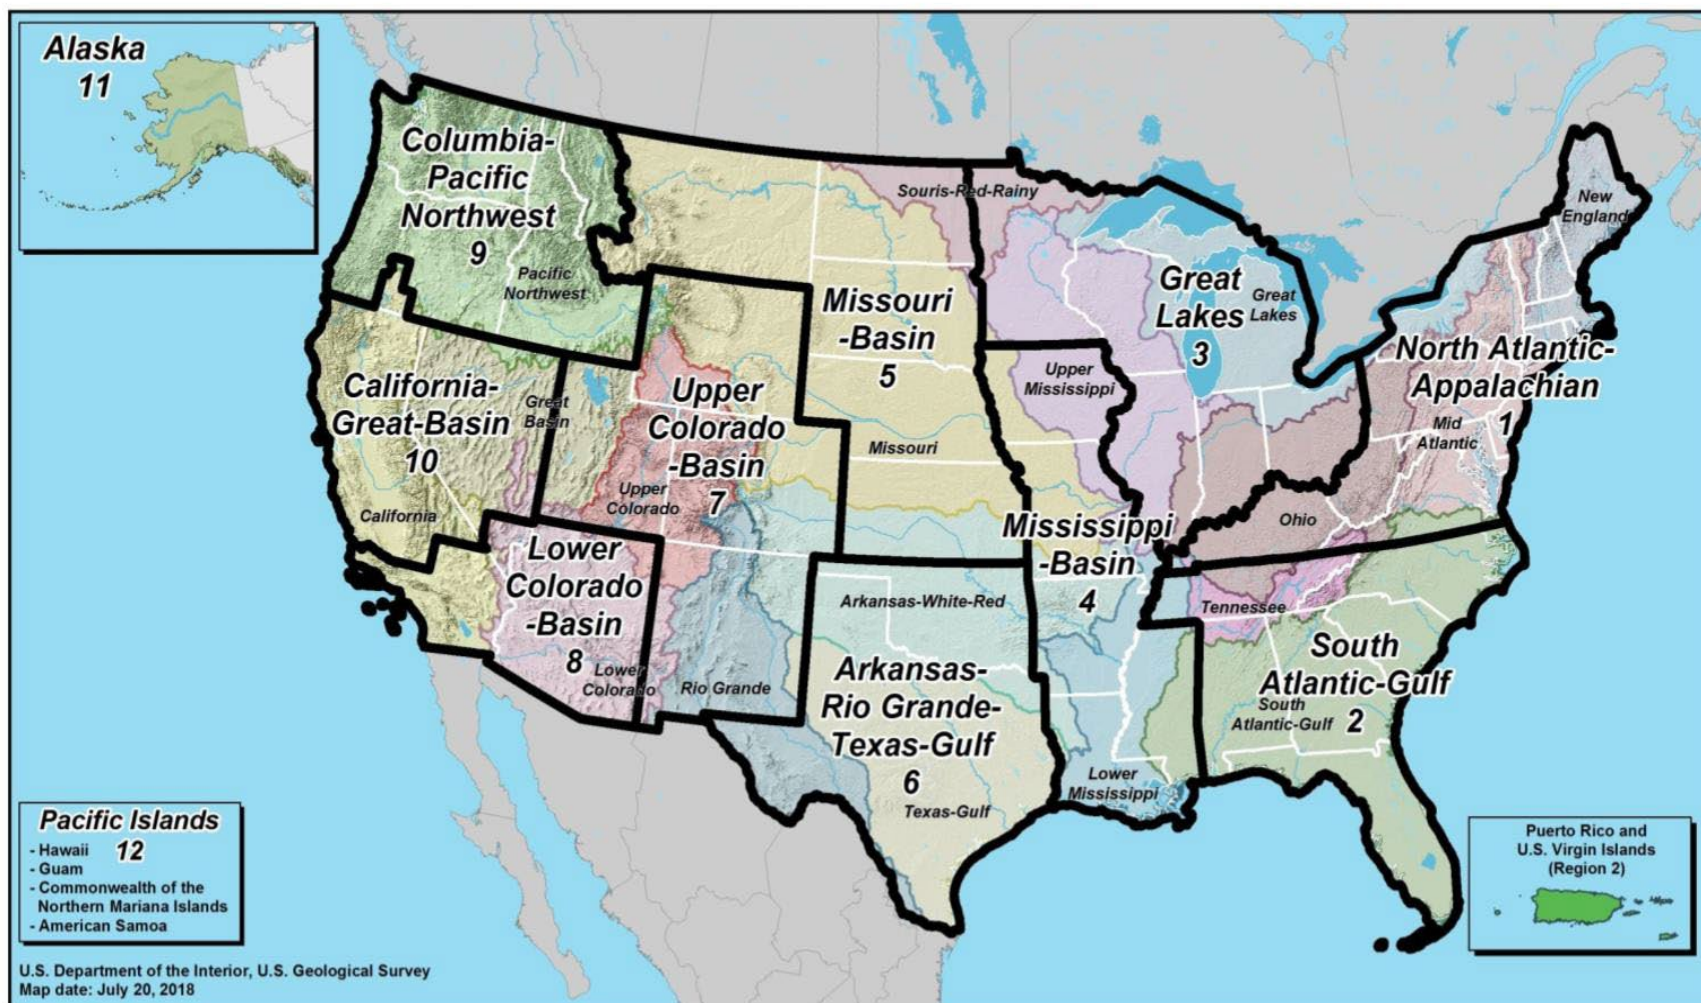 Alaska
11
Columbia-
Pacific
Northwest
9
Pacific
Northwest
Souris-Red-Rainy
New
England
Missouri
-Basin
5
Great
Lakes
3
Great
Lakes
North Atlantic-
Appalachian
1
Mid
Atlantic
Upper
Mississippi
California-
Great-Basin
10
Great
Basin
California
Upper
Colorado
-Basin
7
Upper
Colorado
Missouri
Ohio
Mississippi
-Basin
4
Lower
Colorado
-Basin
8
Lower
Colorado
Rio Grande
Arkansas-White-Red
Arkansas-
Rio Grande-
Texas-Gulf
6
Texas-Gulf
Tennessee
South
Atlantic-Gulf
2
South
Atlantic-Gulf
Lower
Mississippi
Pacific Islands
12
- Hawaii
- Guam
- Commonwealth of the
Northern Mariana Islands
- American Samoa
Puerto Rico and
U.S. Virgin Islands
(Region 2)
U.S. Department of the Interior, U.S. Geological Survey
Map date: July 20, 2018